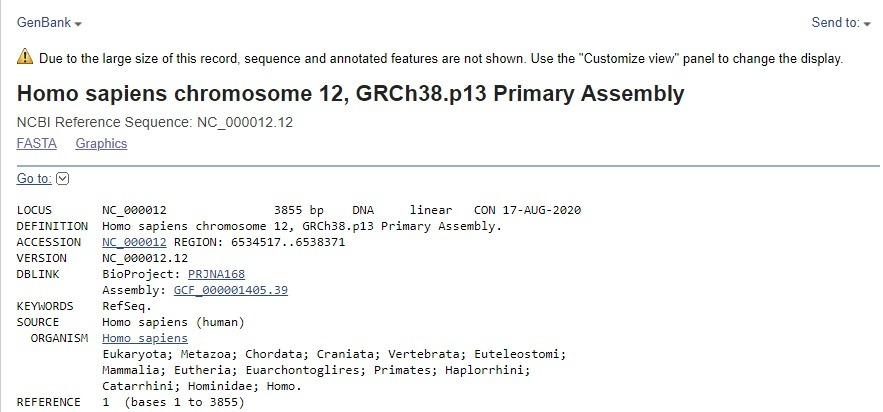 GenBank Send to:
Due to the large size of this record, sequence and annotated features are not shown. Use the "Customize view" panel to change the display.
Homo sapiens chromosome 12, GRCh38.p13 Primary Assembly
NCBI Reference Sequence: NC_000012.12
FASTA Graphics
Go to:
LOCUS NC_000012 3855 bp DNA linear CON 17-AUG-2020
DEFINITION Homo sapiens chromosome 12, GRCh38.p13 Primary Assembly.
ACCESSION NC_000012 REGION: 6534517..6538371
VERSION NC_000012.12
DBLINK BioProject: PRJNA168
Assembly: GCF_000001405.39
KEYWORDS RefSeq.
SOURCE Homo sapiens (human)
ORGANISM Homo sapiens
Eukaryota; Metazoa; Chordata; Craniata; Vertebrata; Euteleostomi;
Mammalia; Eutheria; Euarchontoglires; Primates; Haplorrhini;
Catarrhini; Hominidae; Homo.
REFERENCE 1 (bases 1 to 3855)